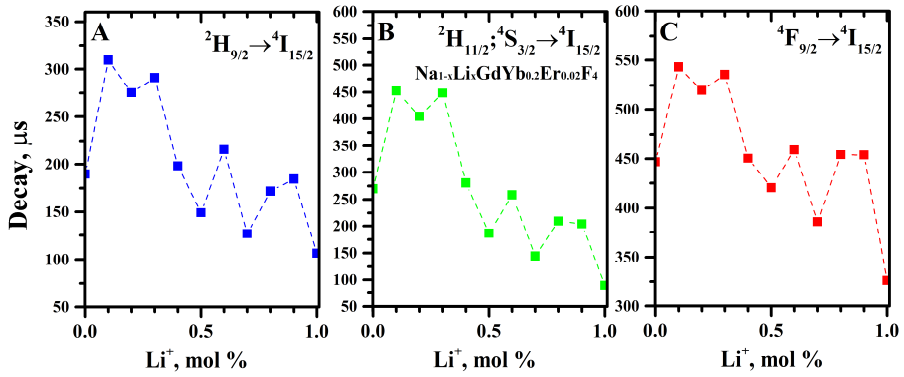 Decay, μs
A
²H₉/₂→⁴I₁₅/₂
350
300
250
200
150
100
50
0.0 0.5 1.0
Li⁺, mol %
B
²H₁₁/₂;⁴S₃/₂→⁴I₁₅/₂
Na₁₋ₓLiₓGdYb₀.₂Er₀.₀₂F₄
600
550
500
450
400
350
300
250
200
150
100
50
0.0 0.5 1.0
Li⁺, mol %
C
⁴F₉/₂→⁴I₁₅/₂
600
550
500
450
400
350
300
0.0 0.5 1.0
Li⁺, mol %